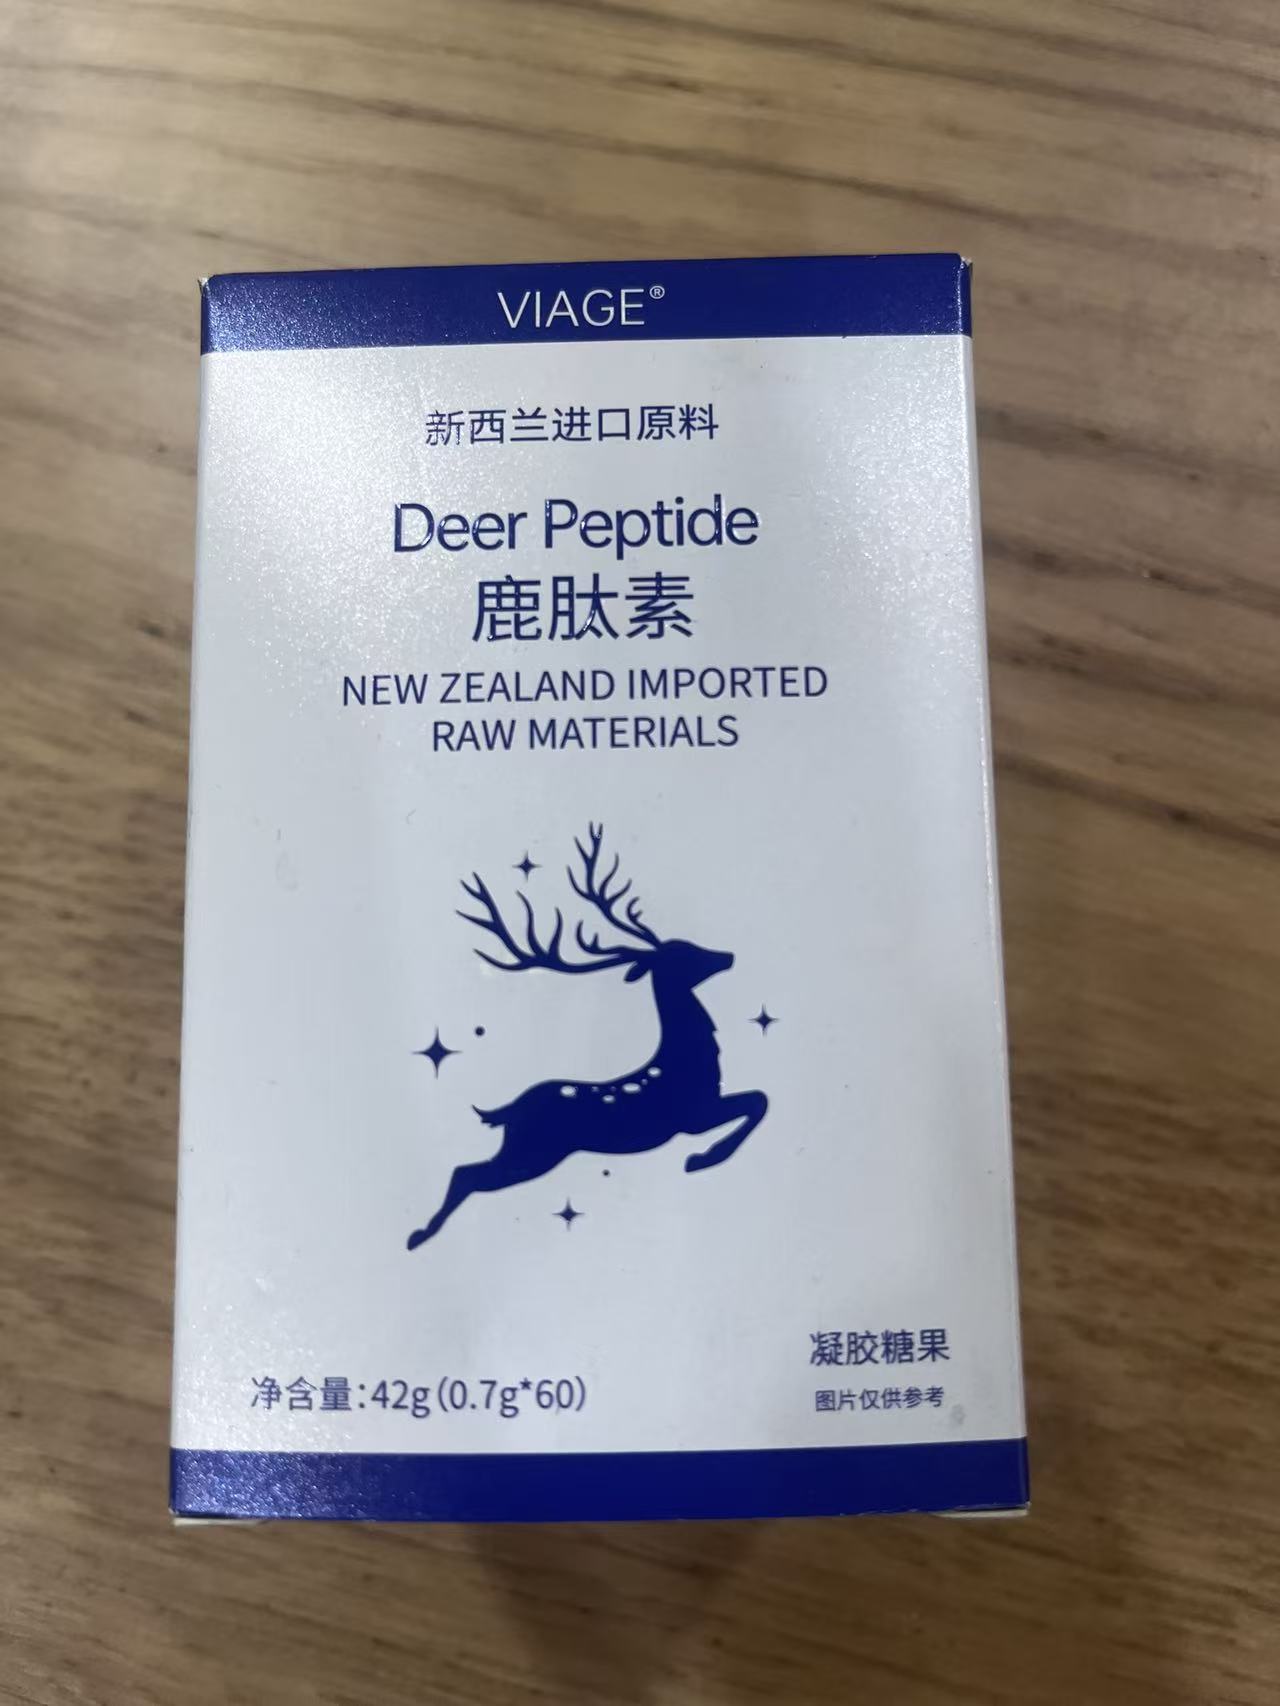 VIAGE®
新西兰进口原料
Deer Peptide
鹿肽素
NEW ZEALAND IMPORTED
RAW MATERIALS
凝胶糖果
净含量:42g(0.7g*60)
图片仅供参考